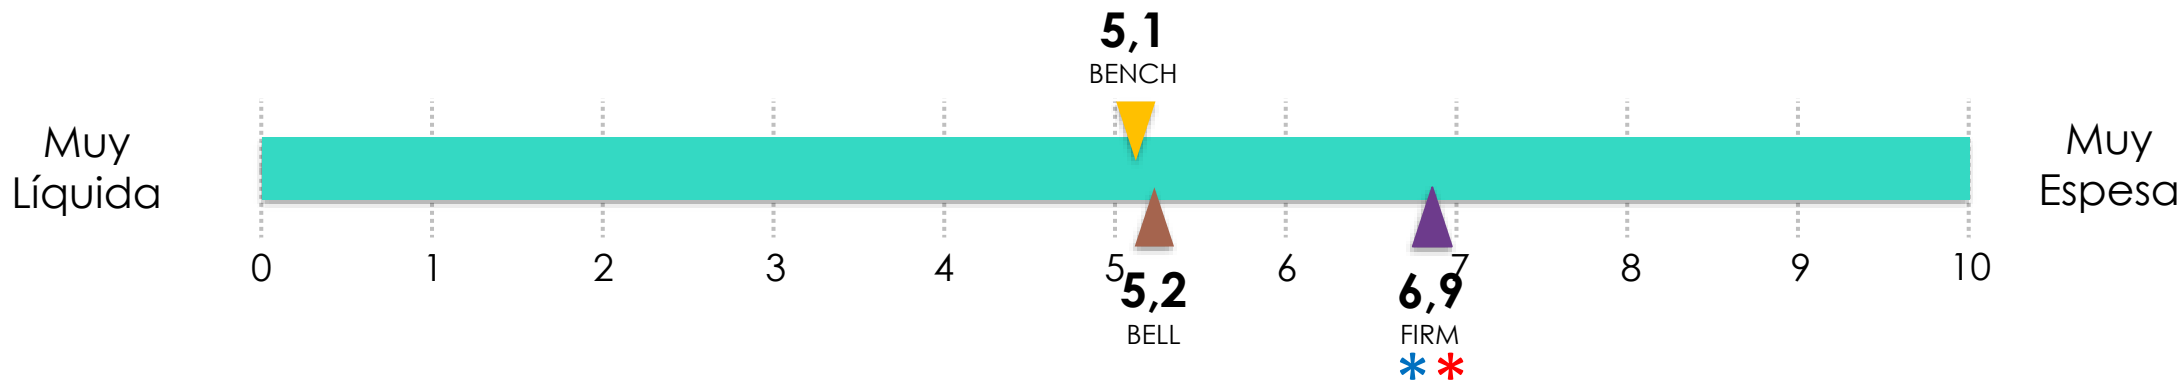 5,1
BENCH
Muy
Líquida
Muy
Espesa
0 1 2 3 4 5 6 7 8 9 10
5,2
BELL
6,9
FIRM
* *